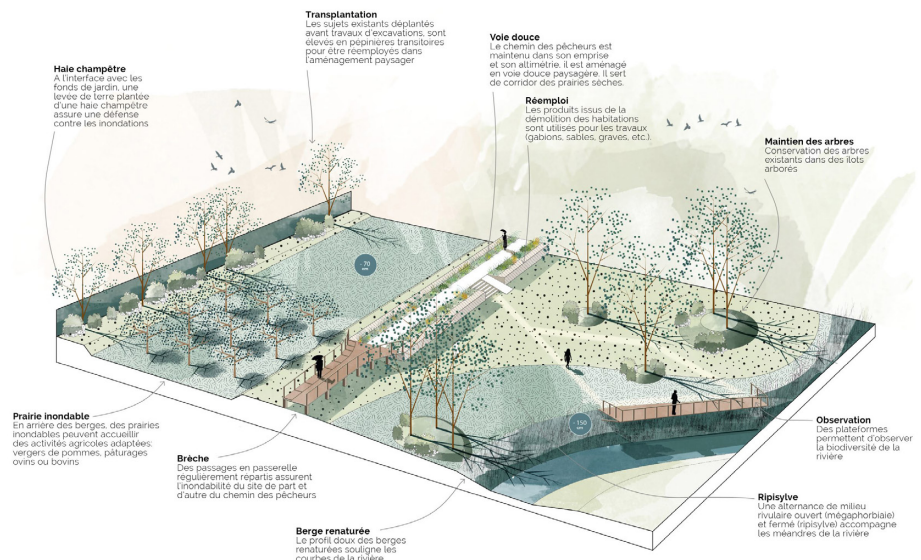 Transplantation
Les sujets existants déplantés
avant travaux d'excavations, sont
élevés en pépinières transitoires
pour être réemployés dans
l'aménagement paysager
Voie douce
Le chemin des pêcheurs est
maintenu dans son emprise
et son altimétrie, il est aménagé
en voie douce paysagère. Il sert
de corridor des prairies sèches.
Haie champêtre
A l'interface avec les
fonds de jardin, une
levée de terre plantée
d'une haie champêtre
assure une défense
contre les inondations
Réemploi
Les produits issus de la
démolition des habitations
sont utilisés pour les travaux
(gabions, sables, graves, etc.).
Maintien des arbres
Conservation des arbres
existants dans des îlots
arborés
-70
-150
Prairie inondable
En arrière des berges, des prairies
inondables peuvent accueillir
des activités agricoles adaptées:
vergers de pommes, pâturages
ovins ou bovins
Brèche
Des passages en passerelle
régulièrement répartis assurent
l'inondabilité du site de part et
d'autre du chemin des pêcheurs
Observation
Des plateformes
permettent d'observer
la biodiversité de la
rivière
Ripisylve
Une alternance de milieu
rivulaire ouvert (mégaphorbiaie)
et fermé (ripisylve) accompagne
les méandres de la rivière
Berge renaturée
Le profil doux des berges
renaturées souligne les
courbes de la rivière